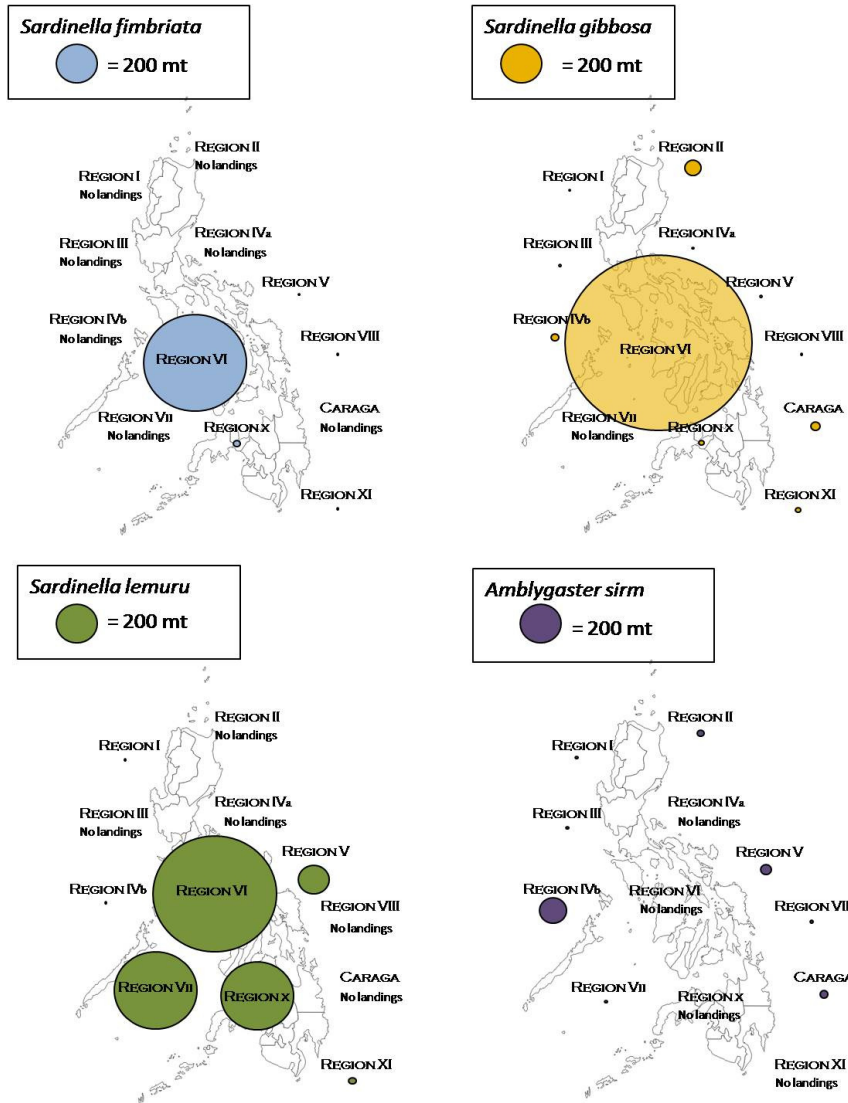 Sardinella fimbriata
= 200 mt
REGION II
No landings
REGION I
No landings
REGION III
No landings
REGION IVa
No landings
REGION V
REGION IVb
No landings
REGION VIII
REGION VI
REGION VII
No landings
REGION X
CARAGA
No landings
REGION XI
Sardinella gibbosa
= 200 mt
REGION II
REGION I
REGION III
REGION IVa
REGION V
REGION IVb
REGION VIII
REGION VI
REGION VII
No landings
REGION X
CARAGA
REGION XI
Sardinella lemuru
= 200 mt
REGION II
No landings
REGION I
REGION III
No landings
REGION IVa
No landings
REGION V
REGION IVb
REGION VI
REGION VIII
No landings
REGION VII
REGION X
CARAGA
No landings
REGION XI
Amblygaster sirm
= 200 mt
REGION II
REGION I
REGION III
REGION IVa
No landings
REGION V
REGION IVb
REGION VI
No landings
REGION VII
REGION VII
REGION X
No landings
CARAGA
REGION XI
No landings